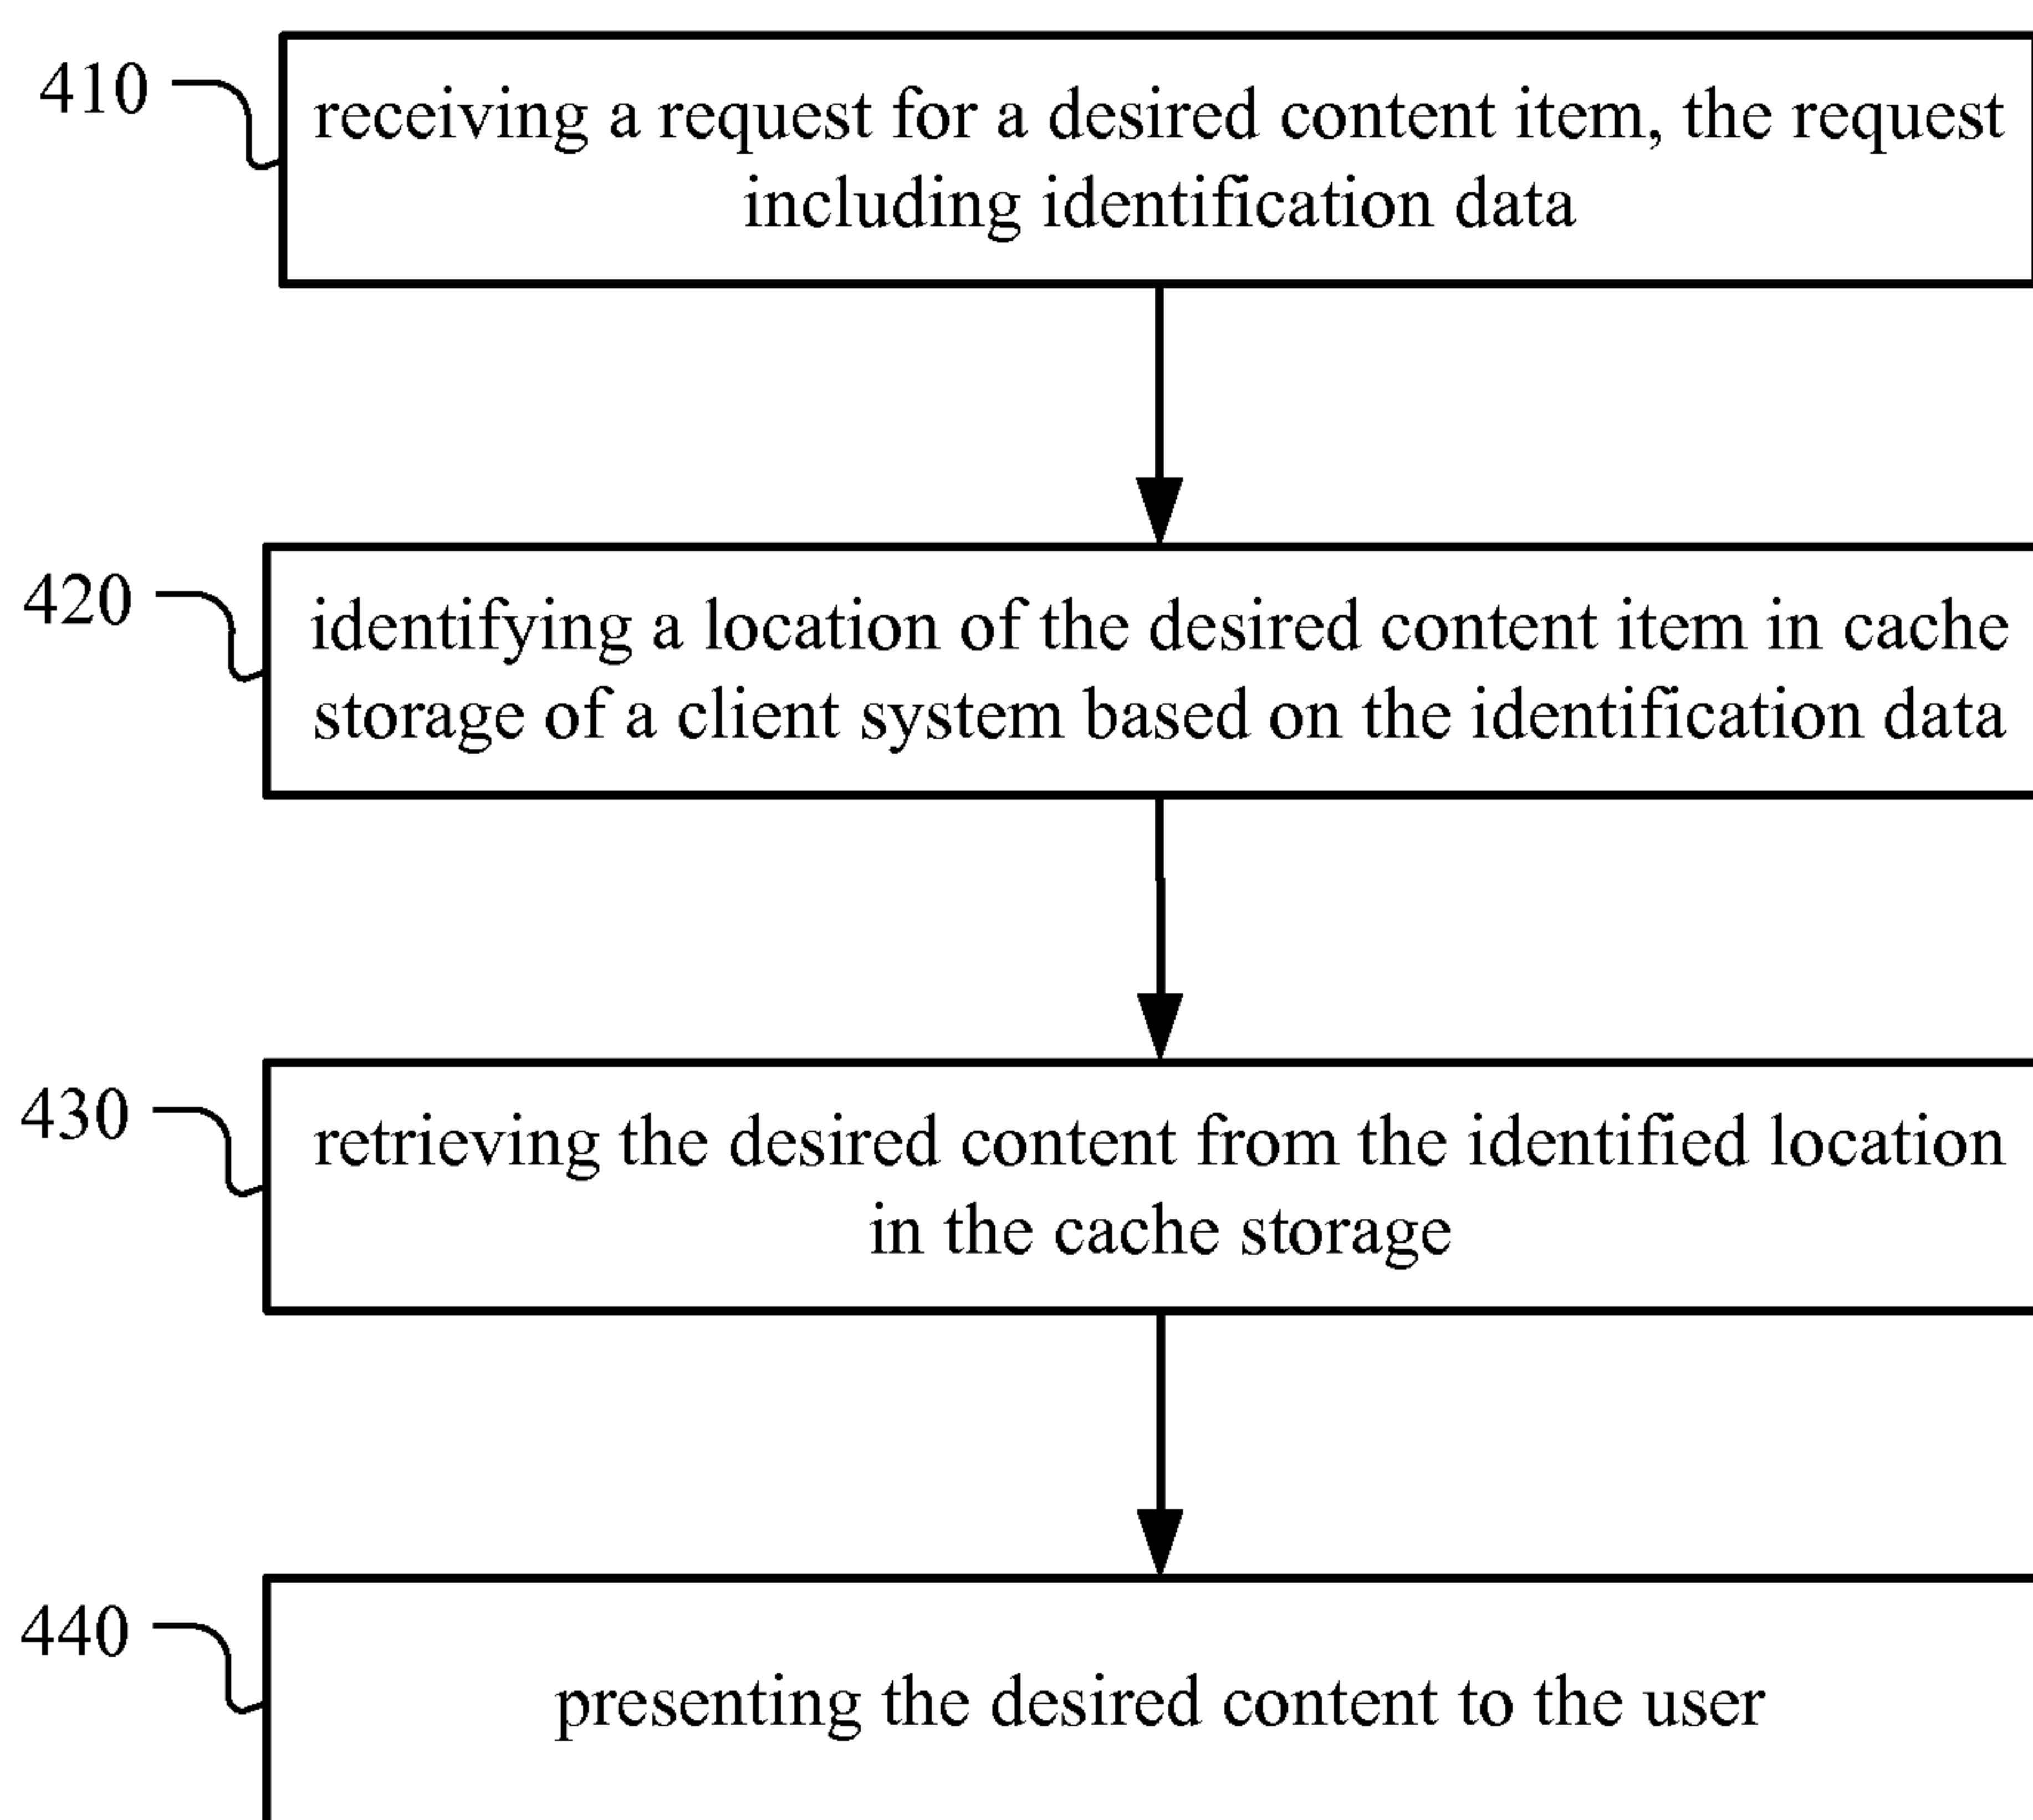 410
receiving a request for a desired content item, the request
including identification data
420
identifying a location of the desired content item in cache
storage of a client system based on the identification data
430
retrieving the desired content from the identified location
in the cache storage
440
presenting the desired content to the user